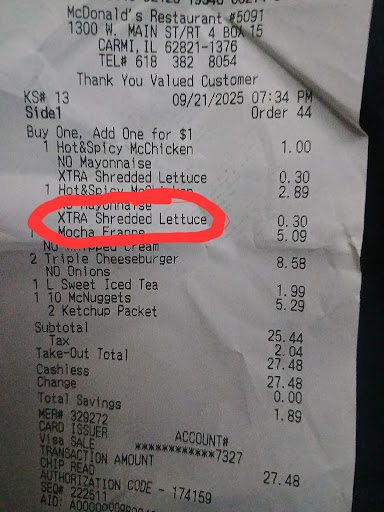 McDonald's Restaurant #5091
1300 W. MAIN ST/RT 4 BOX 15
CARMI, IL 62821-1376
TEL# 618 382 8054
Thank You Valued Customer
KS# 13 09/21/2025 07:34 PM
Side1 Order 44
Buy One, Add One for $1
1 Hot&Spicy McChicken 1.00
NO Mayonnaise
XTRA Shredded Lettuce 0.30
1 Hot&Spicy McChicken 2.89
NO Mayonnaise
XTRA Shredded Lettuce 0.30
Mocha Frappe 5.09
NO Whipped Cream
2 Triple Cheeseburger 8.58
NO Onions
1 L Sweet Iced Tea 1.99
1 10 McNuggets 5.29
2 Ketchup Packet
Subtotal 25.44
Tax 2.04
Take-Out Total 27.48
Cashless 27.48
Change 0.00
Total Savings 1.89
MER# 329272
CARD ISSUER ACCOUNT#
Visa SALE ************7327
TRANSACTION AMOUNT 27.48
CHIP READ
AUTHORIZATION CODE - 174159
SEQ# 222511